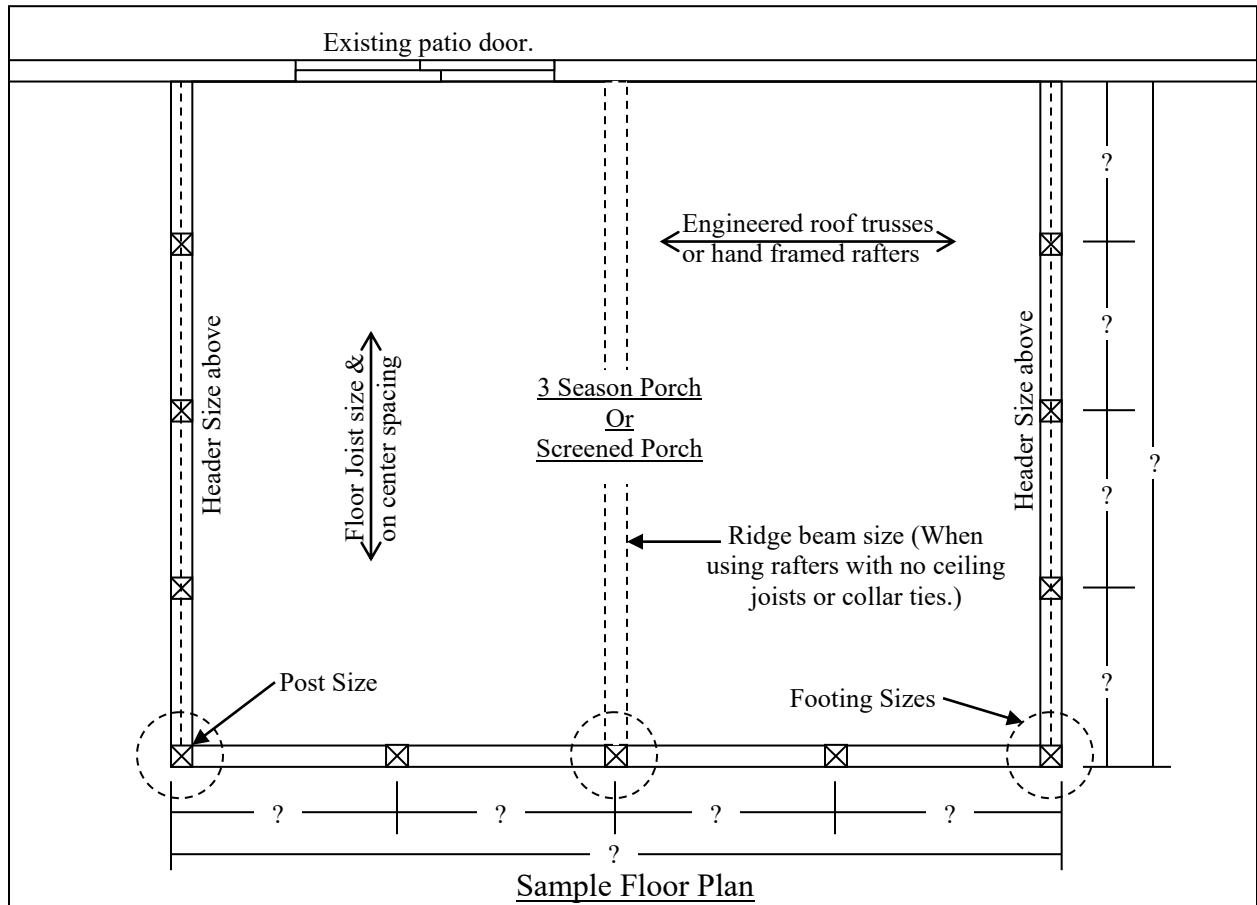 Existing patio door.
Engineered roof trusses
or hand framed rafters
?
?
?
?
?
Header Size above
Floor Joist size &
on center spacing
3 Season Porch
Or
Screened Porch
Header Size above
Ridge beam size (When
using rafters with no ceiling
joists or collar ties.)
Post Size
Footing Sizes
?
?
?
?
?
Sample Floor Plan